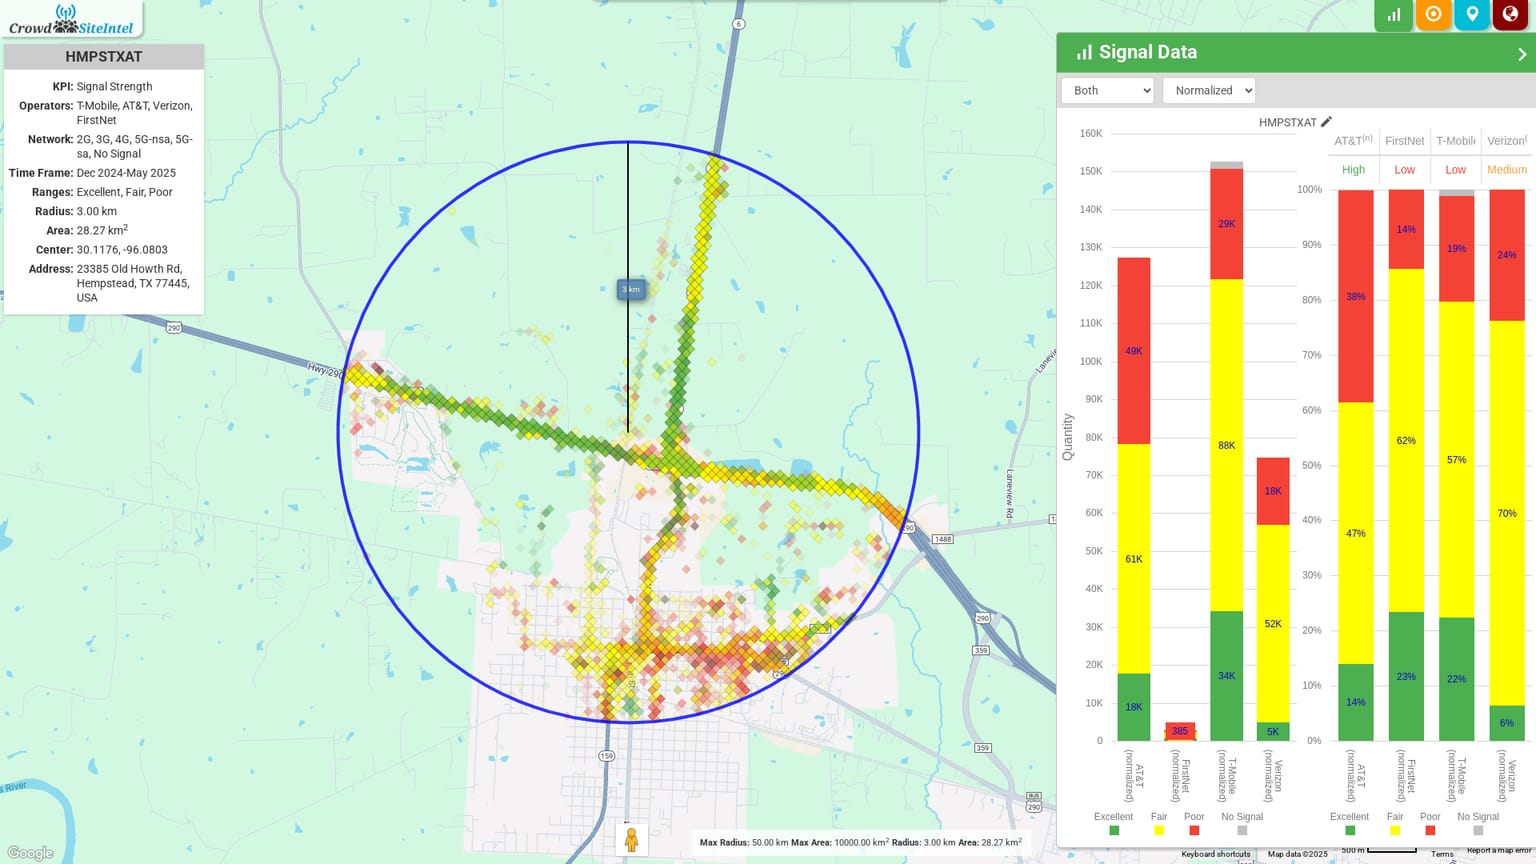 Crowd SiteIntel
HMPSTXAT
KPI: Signal Strength
Operators: T-Mobile, AT&T, Verizon,
FirstNet
Network: 2G, 3G, 4G, 5G-nsa, 5G-
sa, No Signal
Time Frame: Dec 2024-May 2025
Ranges: Excellent, Fair, Poor
Radius: 3.00 km
Area: 28.27 km²
Center: 30.1176, -96.0803
Address: 23385 Old Howth Rd,
Hempstead, TX 77445,
USA
6
290
Hwy 290
3 km
290
1488
Laneview Rd
290
359
359
159
BUS
290
River
Google
Max Radius: 50.00 km Max Area: 10000.00 km² Radius: 3.00 km Area: 28.27 km²
Signal Data
Both
Normalized
HMPSTXAT
160K
150K
140K
130K
120K
110K
100K
90K
80K
70K
60K
50K
40K
30K
20K
10K
0
Quantity
49K
61K
18K
385
29K
88K
34K
18K
52K
5K
AT&T (normalized)
FirstNet (normalized)
T-Mobile (normalized)
Verizon (normalized)
Excellent Fair Poor No Signal
AT&T(n) FirstNet T-Mobile Verizon(
High Low Low Medium
100%
90%
80%
70%
60%
50%
40%
30%
20%
10%
0%
38%
47%
14%
14%
62%
23%
19%
57%
22%
24%
70%
6%
AT&T (normalized)
FirstNet (normalized)
T-Mobile (normalized)
Verizon (normalized)
Excellent Fair Poor No Signal
Keyboard shortcuts Map data ©2025 500 m Terms Report a map error